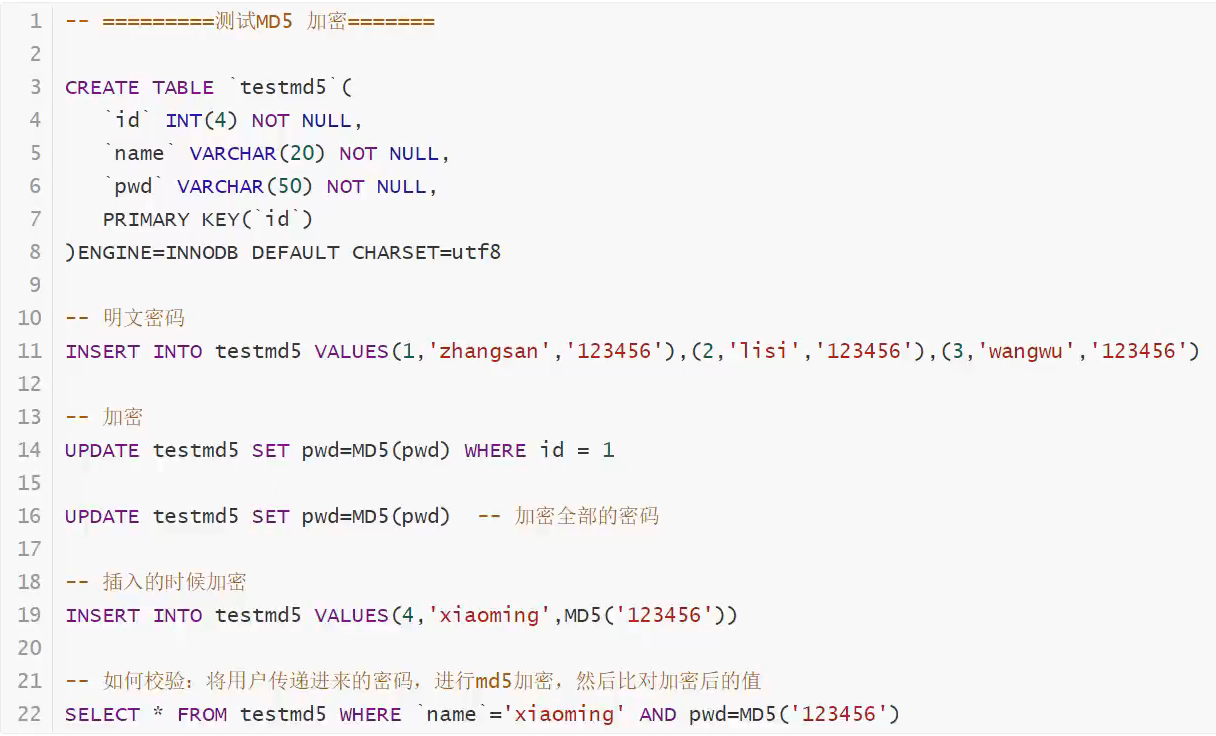 1 -- =========测试MD5 加密=======
2
3 CREATE TABLE `testmd5`(
4 `id` INT(4) NOT NULL,
5 `name` VARCHAR(20) NOT NULL,
6 `pwd` VARCHAR(50) NOT NULL,
7 PRIMARY KEY(`id`)
8 )ENGINE=INNODB DEFAULT CHARSET=utf8
9
10 -- 明文密码
11 INSERT INTO testmd5 VALUES(1,'zhangsan','123456'),(2,'lisi','123456'),(3,'wangwu','123456')
12
13 -- 加密
14 UPDATE testmd5 SET pwd=MD5(pwd) WHERE id = 1
15
16 UPDATE testmd5 SET pwd=MD5(pwd) -- 加密全部的密码
17
18 -- 插入的时候加密
19 INSERT INTO testmd5 VALUES(4,'xiaoming',MD5('123456'))
20
21 -- 如何校验：将用户传递进来的密码，进行md5加密，然后比对加密后的值
22 SELECT * FROM testmd5 WHERE `name`='xiaoming' AND pwd=MD5('123456')